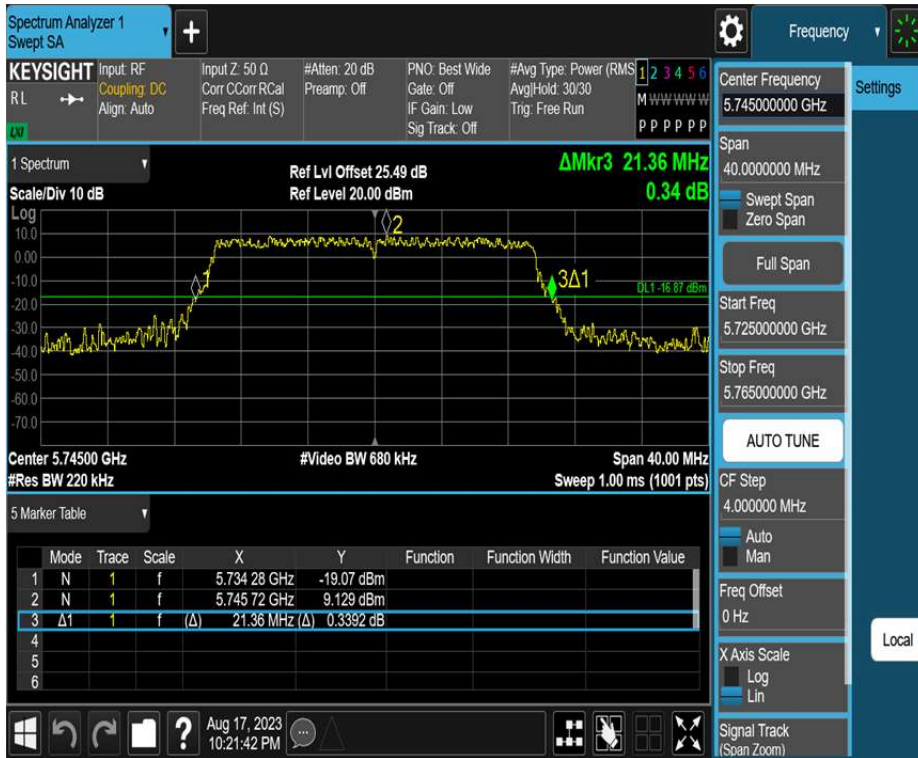 Spectrum Analyzer 1
Swept SA
Frequency
KEYSIGHT
RL
LXI
Input: RF
Coupling: DC
Align: Auto
Input Z: 50 Ω
Corr CCorr RCal
Freq Ref: Int (S)
#Atten: 20 dB
Preamp: Off
PNO: Best Wide
Gate: Off
IF Gain: Low
Sig Track: Off
#Avg Type: Power (RMS
Avg|Hold: 30/30
Trig: Free Run
1 2 3 4 5 6
M W W W W W
P P P P P P
1 Spectrum
Scale/Div 10 dB
Ref Lvl Offset 25.49 dB
Ref Level 20.00 dBm
ΔMkr3 21.36 MHz
0.34 dB
Log
10.0
0.00
-10.0
-20.0
-30.0
-40.0
-50.0
-60.0
-70.0
1
2
3Δ1
DL1 -16.87 dBm
Center 5.74500 GHz
#Video BW 680 kHz
Span 40.00 MHz
#Res BW 220 kHz
Sweep 1.00 ms (1001 pts)
5 Marker Table
Mode Trace Scale X Y Function Function Width Function Value
1 N 1 f 5.734 28 GHz -19.07 dBm
2 N 1 f 5.745 72 GHz 9.129 dBm
3 Δ1 1 f (Δ) 21.36 MHz (Δ) 0.3392 dB
4
5
6
?
Aug 17, 2023
10:21:42 PM
Center Frequency
5.745000000 GHz
Settings
Span
40.0000000 MHz
Swept Span
Zero Span
Full Span
Start Freq
5.725000000 GHz
Stop Freq
5.765000000 GHz
AUTO TUNE
CF Step
4.000000 MHz
Auto
Man
Freq Offset
0 Hz
X Axis Scale
Log
Lin
Local
Signal Track
(Span Zoom)